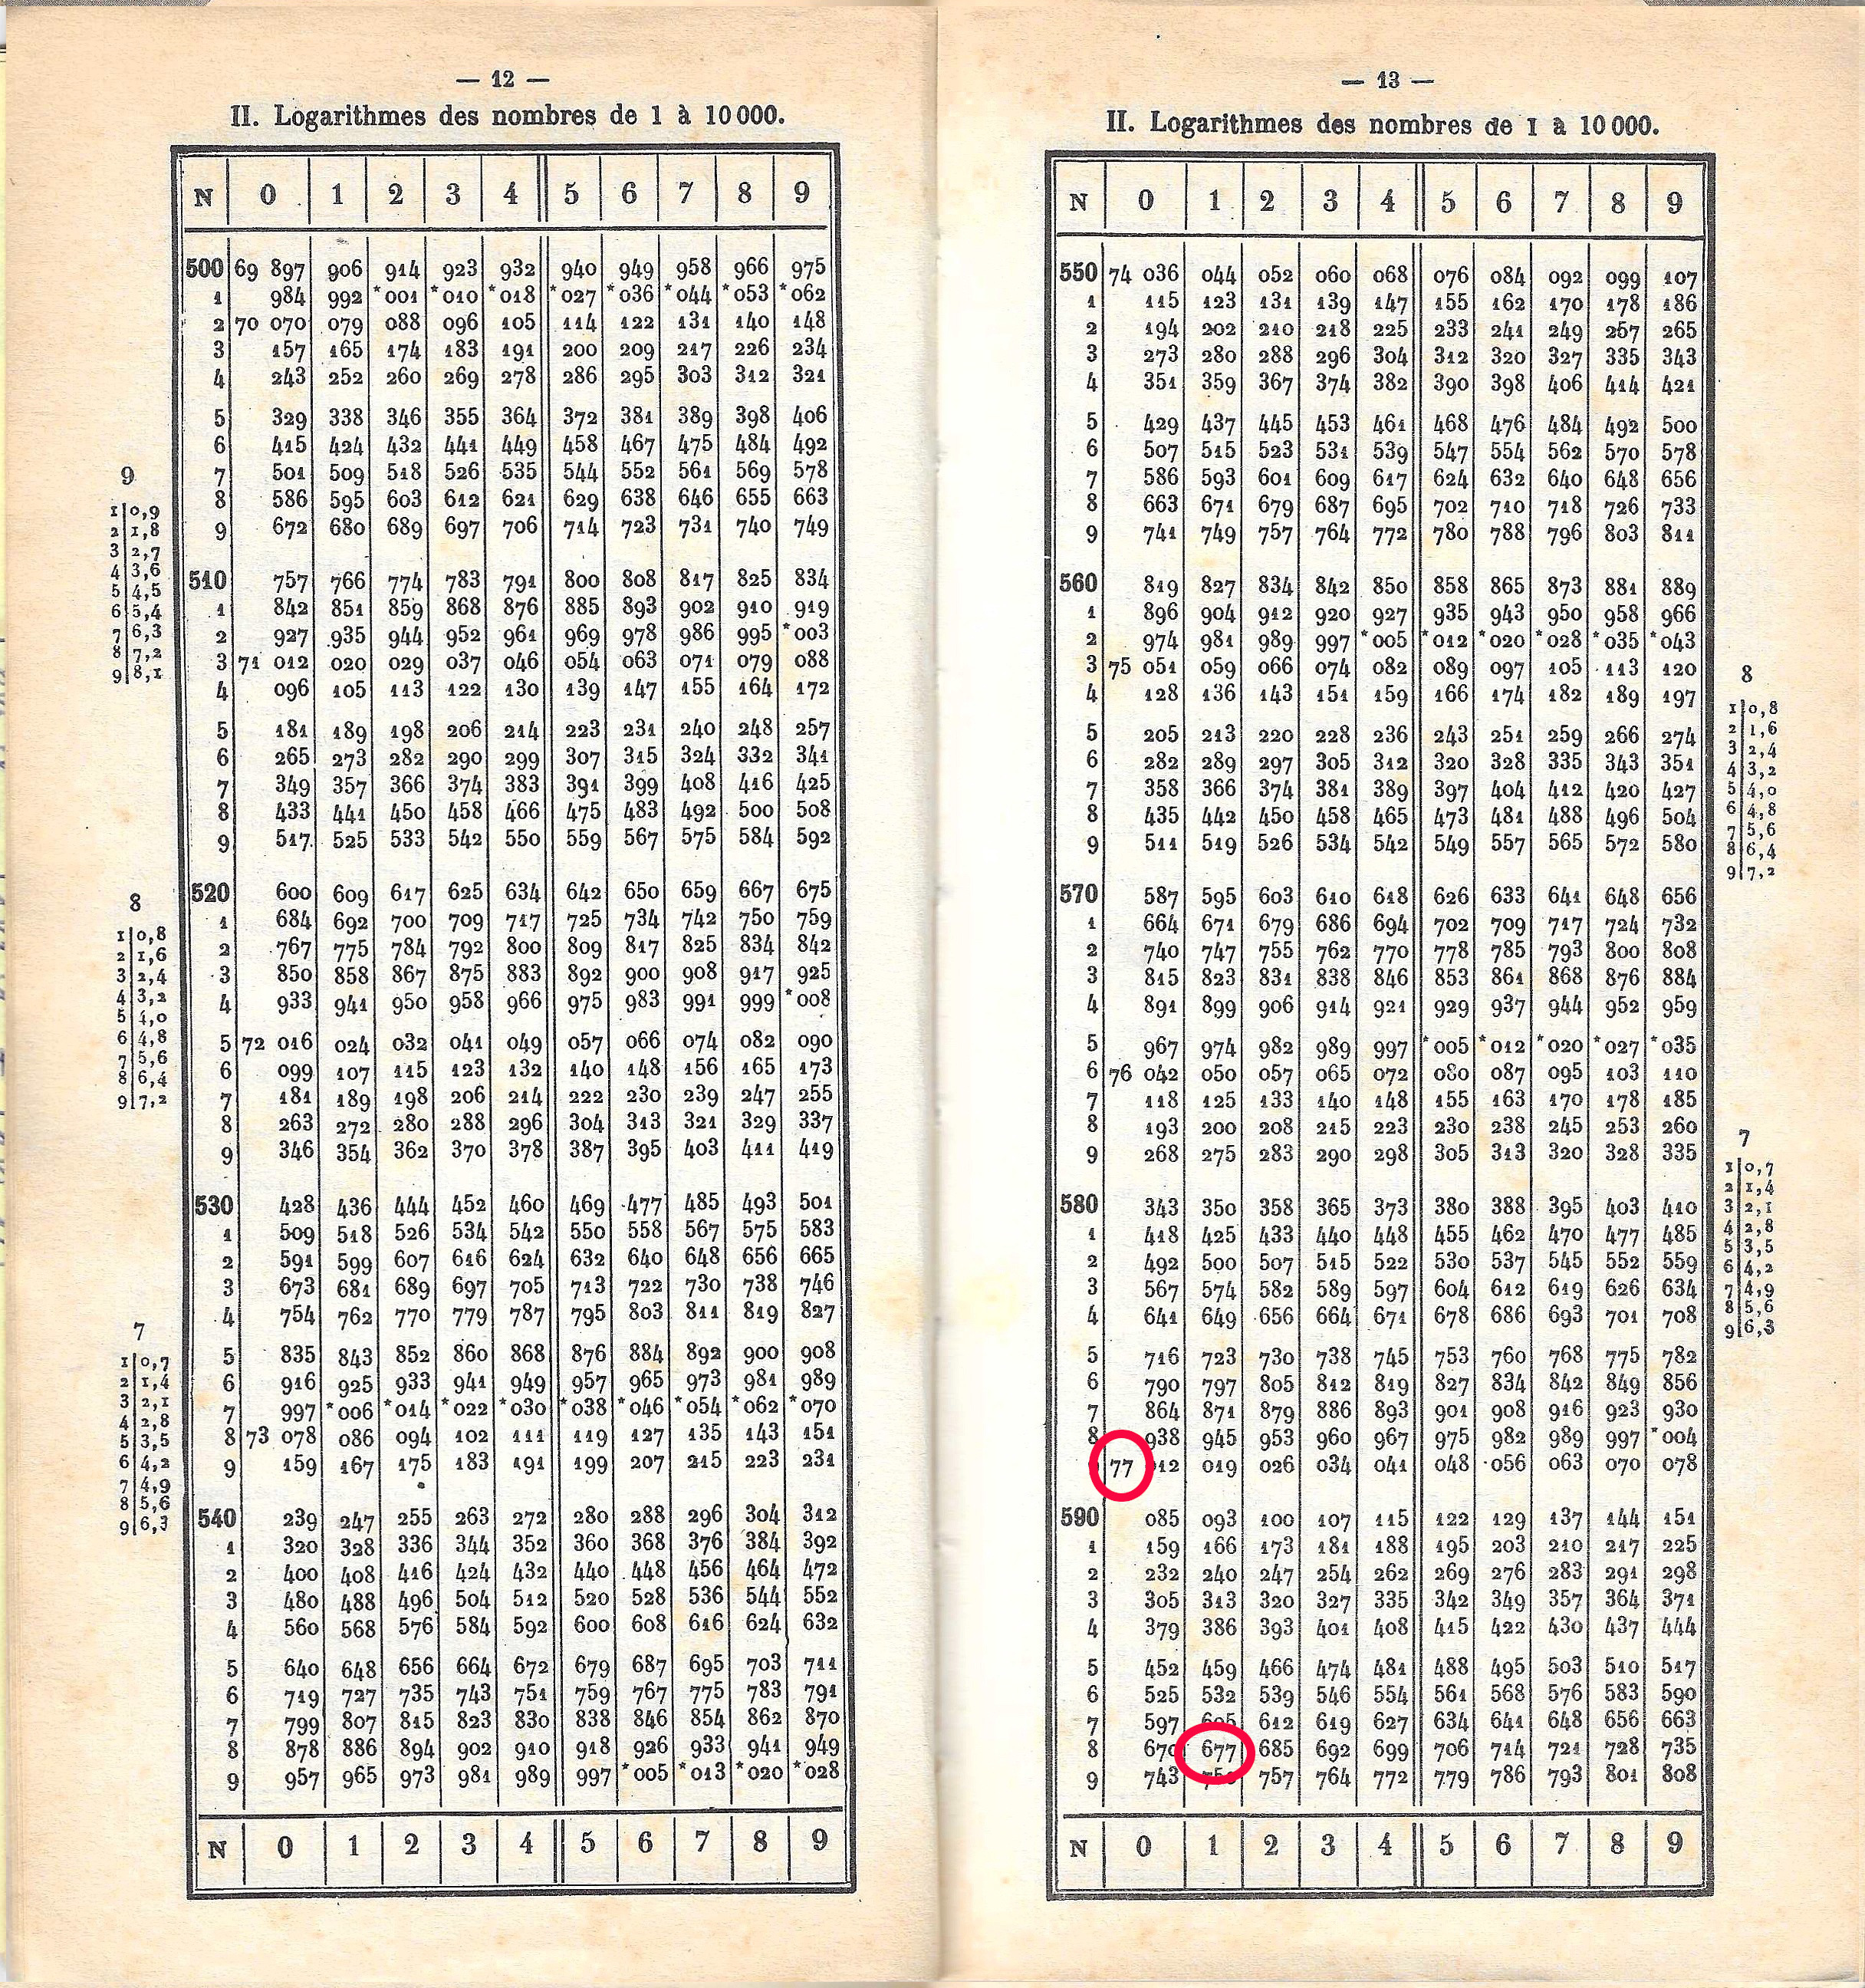 — 12 —
II. Logarithmes des nombres de 1 à 10 000.
N 0 1 2 3 4 5 6 7 8 9
500 69 897 906 914 923 932 940 949 958 966 975
1 984 992 *001 *010 *018 *027 *036 *044 *053 *062
2 70 070 079 088 096 105 114 122 131 140 148
3 157 165 174 183 191 200 209 217 226 234
4 243 252 260 269 278 286 295 303 312 321
5 329 338 346 355 364 372 381 389 398 406
6 415 424 432 441 449 458 467 475 484 492
7 501 509 518 526 535 544 552 561 569 578
8 586 595 603 612 621 629 638 646 655 663
9 672 680 689 697 706 714 723 731 740 749
510 757 766 774 783 791 800 808 817 825 834
1 842 851 859 868 876 885 893 902 910 919
2 927 935 944 952 961 969 978 986 995 *003
3 71 012 020 029 037 046 054 063 071 079 088
4 096 105 113 122 130 139 147 155 164 172
5 181 189 198 206 214 223 231 240 248 257
6 265 273 282 290 299 307 315 324 332 341
7 349 357 366 374 383 391 399 408 416 425
8 433 441 450 458 466 475 483 492 500 508
9 517 525 533 542 550 559 567 575 584 592
520 600 609 617 625 634 642 650 659 667 675
1 684 692 700 709 717 725 734 742 750 759
2 767 775 784 792 800 809 817 825 834 842
3 850 858 867 875 883 892 900 908 917 925
4 933 941 950 958 966 975 983 991 999 *008
5 72 016 024 032 041 049 057 066 074 082 090
6 099 107 115 123 132 140 148 156 165 173
7 181 189 198 206 214 222 230 239 247 255
8 263 272 280 288 296 304 313 321 329 337
9 346 354 362 370 378 387 395 403 411 419
530 428 436 444 452 460 469 477 485 493 501
1 509 518 526 534 542 550 558 567 575 583
2 591 599 607 616 624 632 640 648 656 665
3 673 681 689 697 705 713 722 730 738 746
4 754 762 770 779 787 795 803 811 819 827
5 835 843 852 860 868 876 884 892 900 908
6 916 925 933 941 949 957 965 973 981 989
7 997 *006 *014 *022 *030 *038 *046 *054 *062 *070
8 73 078 086 094 102 111 119 127 135 143 151
9 159 167 175 183 191 199 207 215 223 231
540 239 247 255 263 272 280 288 296 304 312
1 320 328 336 344 352 360 368 376 384 392
2 400 408 416 424 432 440 448 456 464 472
3 480 488 496 504 512 520 528 536 544 552
4 560 568 576 584 592 600 608 616 624 632
5 640 648 656 664 672 679 687 695 703 711
6 719 727 735 743 751 759 767 775 783 791
7 799 807 815 823 830 838 846 854 862 870
8 878 886 894 902 910 918 926 933 941 949
9 957 965 973 981 989 997 *005 *013 *020 *028
N 0 1 2 3 4 5 6 7 8 9
9
1 0,9
2 1,8
3 2,7
4 3,6
5 4,5
6 5,4
7 6,3
8 7,2
9 8,1
8
1 0,8
2 1,6
3 2,4
4 3,2
5 4,0
6 4,8
7 5,6
8 6,4
9 7,2
7
1 0,7
2 1,4
3 2,1
4 2,8
5 3,5
6 4,2
7 4,9
8 5,6
9 6,3
— 13 —
II. Logarithmes des nombres de 1 à 10 000.
N 0 1 2 3 4 5 6 7 8 9
550 74 036 044 052 060 068 076 084 092 099 107
1 115 123 131 139 147 155 162 170 178 186
2 194 202 210 218 225 233 241 249 257 265
3 273 280 288 296 304 312 320 327 335 343
4 351 359 367 374 382 390 398 406 414 421
5 429 437 445 453 461 468 476 484 492 500
6 507 515 523 531 539 547 554 562 570 578
7 586 593 601 609 617 624 632 640 648 656
8 663 671 679 687 695 702 710 718 726 733
9 741 749 757 764 772 780 788 796 803 811
560 819 827 834 842 850 858 865 873 881 889
1 896 904 912 920 927 935 943 950 958 966
2 974 981 989 997 *005 *012 *020 *028 *035 *043
3 75 051 059 066 074 082 089 097 105 113 120
4 128 136 143 151 159 166 174 182 189 197
5 205 213 220 228 236 243 251 259 266 274
6 282 289 297 305 312 320 328 335 343 351
7 358 366 374 381 389 397 404 412 420 427
8 435 442 450 458 465 473 481 488 496 504
9 511 519 526 534 542 549 557 565 572 580
570 587 595 603 610 618 626 633 641 648 656
1 664 671 679 686 694 702 709 717 724 732
2 740 747 755 762 770 778 785 793 800 808
3 815 823 831 838 846 853 861 868 876 884
4 891 899 906 914 921 929 937 944 952 959
5 967 974 982 989 997 *005 *012 *020 *027 *035
6 76 042 050 057 065 072 080 087 095 103 110
7 118 125 133 140 148 155 163 170 178 185
8 193 200 208 215 223 230 238 245 253 260
9 268 275 283 290 298 305 313 320 328 335
580 343 350 358 365 373 380 388 395 403 410
1 418 425 433 440 448 455 462 470 477 485
2 492 500 507 515 522 530 537 545 552 559
3 567 574 582 589 597 604 612 619 626 634
4 641 649 656 664 671 678 686 693 701 708
5 716 723 730 738 745 753 760 768 775 782
6 790 797 805 812 819 827 834 842 849 856
7 864 871 879 886 893 901 908 916 923 930
8 938 945 953 960 967 975 982 989 997 *004
9 77 012 019 026 034 041 048 056 063 070 078
590 085 093 100 107 115 122 129 137 144 151
1 159 166 173 181 188 195 203 210 217 225
2 232 240 247 254 262 269 276 283 291 298
3 305 313 320 327 335 342 349 357 364 371
4 379 386 393 401 408 415 422 430 437 444
5 452 459 466 474 481 488 495 503 510 517
6 525 532 539 546 554 561 568 576 583 590
7 597 605 612 619 627 634 641 648 656 663
8 670 677 685 692 699 706 714 721 728 735
9 743 750 757 764 772 779 786 793 801 808
N 0 1 2 3 4 5 6 7 8 9
8
1 0,8
2 1,6
3 2,4
4 3,2
5 4,0
6 4,8
7 5,6
8 6,4
9 7,2
7
1 0,7
2 1,4
3 2,1
4 2,8
5 3,5
6 4,2
7 4,9
8 5,6
9 6,3